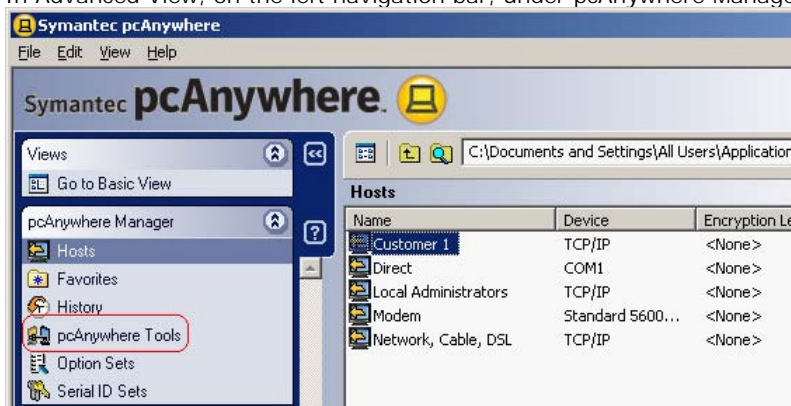 In Advanced View, on the left navigation bar, under pcAnywhere Manage
Symantec pcAnywhere
File Edit View Help
Symantec pcAnywhere.
Views
Go to Basic View
pcAnywhere Manager
Hosts
Favorites
History
pcAnywhere Tools
Option Sets
Serial ID Sets
C:\Documents and Settings\All Users\Application
Hosts
Name Device Encryption Le
Customer 1 TCP/IP <None>
Direct COM1 <None>
Local Administrators TCP/IP <None>
Modem Standard 5600... <None>
Network, Cable, DSL TCP/IP <None>